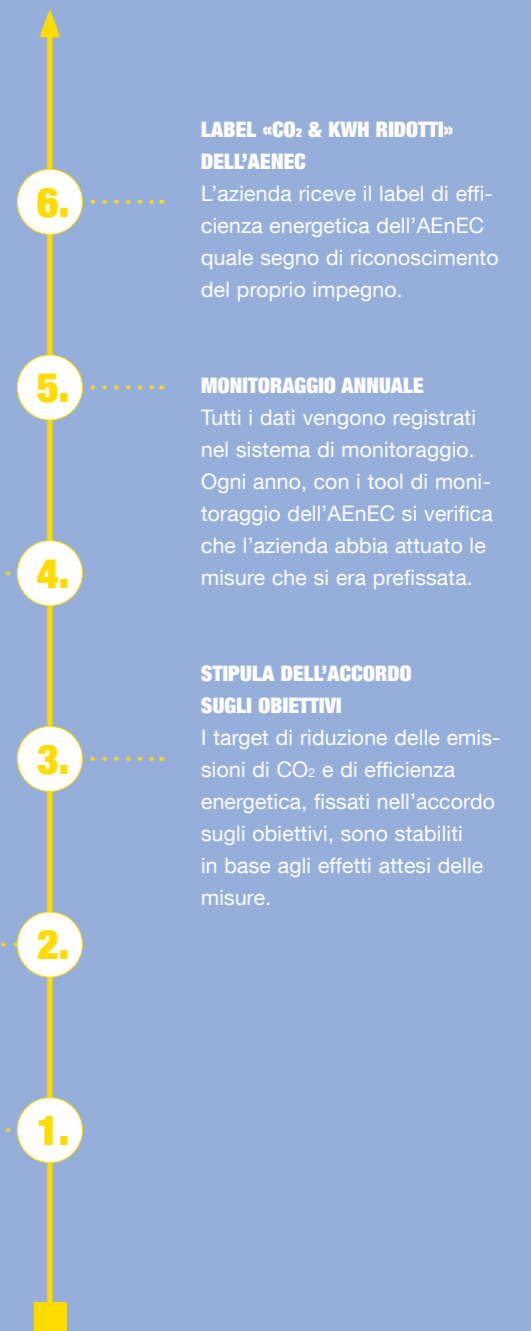 6.
LABEL «CO₂ & KWH RIDOTTI»
DELL’AENEC
L’azienda riceve il label di effi-
cienza energetica dell’AEnEC
quale segno di riconoscimento
del proprio impegno.
5.
MONITORAGGIO ANNUALE
Tutti i dati vengono registrati
nel sistema di monitoraggio.
Ogni anno, con i tool di moni-
toraggio dell’AEnEC si verifica
che l’azienda abbia attuato le
misure che si era prefissata.
4.
3.
STIPULA DELL’ACCORDO
SUGLI OBIETTIVI
I target di riduzione delle emis-
sioni di CO₂ e di efficienza
energetica, fissati nell’accordo
sugli obiettivi, sono stabiliti
in base agli effetti attesi delle
misure.
2.
1.